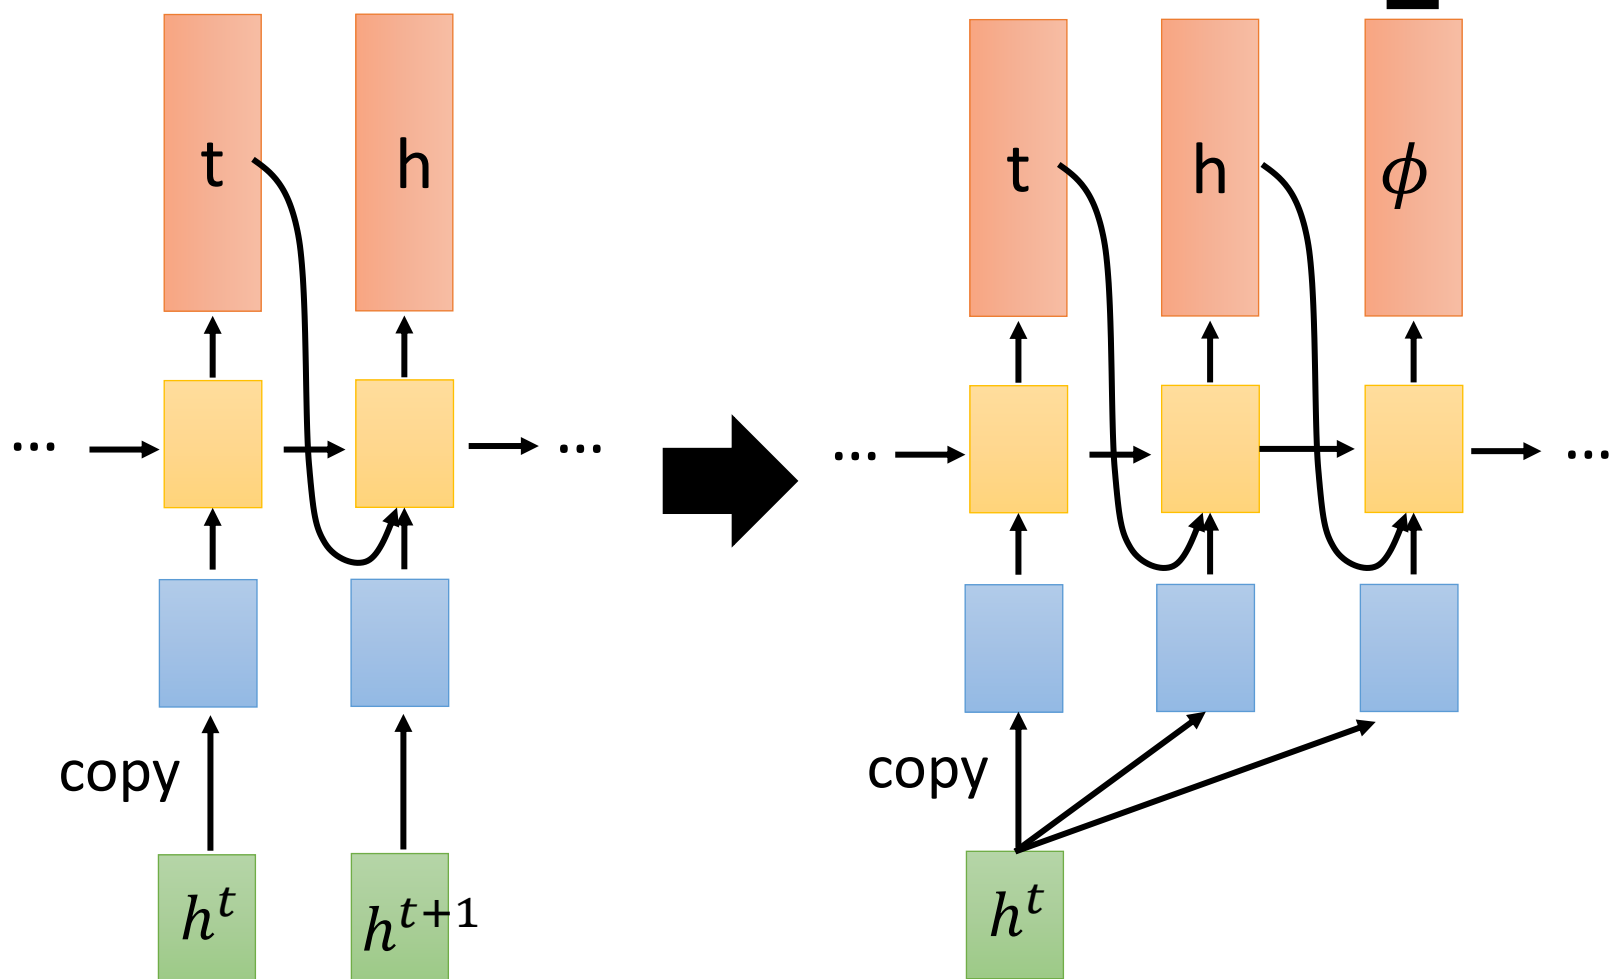 t h t h ϕ
... ... ... ...
copy copy
h^t h^{t+1} h^t